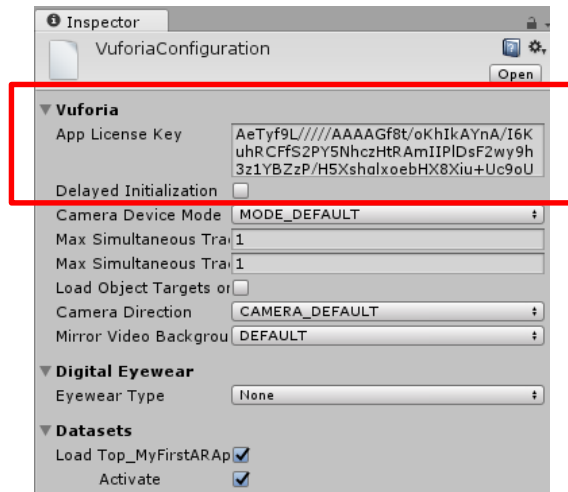 Inspector
VuforiaConfiguration
Open
Vuforia
App License Key
AeTyf9L/////AAAAGf8t/oKhIkAYnA/I6K
uhRCFfS2PY5NhczHtRAmIIPlDsF2wy9h
3z1YBZzP/H5XshqlxoebHX8Xiu+Uc9oU
Delayed Initialization
Camera Device Mode MODE_DEFAULT
Max Simultaneous Tra 1
Max Simultaneous Tra 1
Load Object Targets or
Camera Direction CAMERA_DEFAULT
Mirror Video Backgrou DEFAULT
Digital Eyewear
Eyewear Type None
Datasets
Load Top_MyFirstARAp
Activate